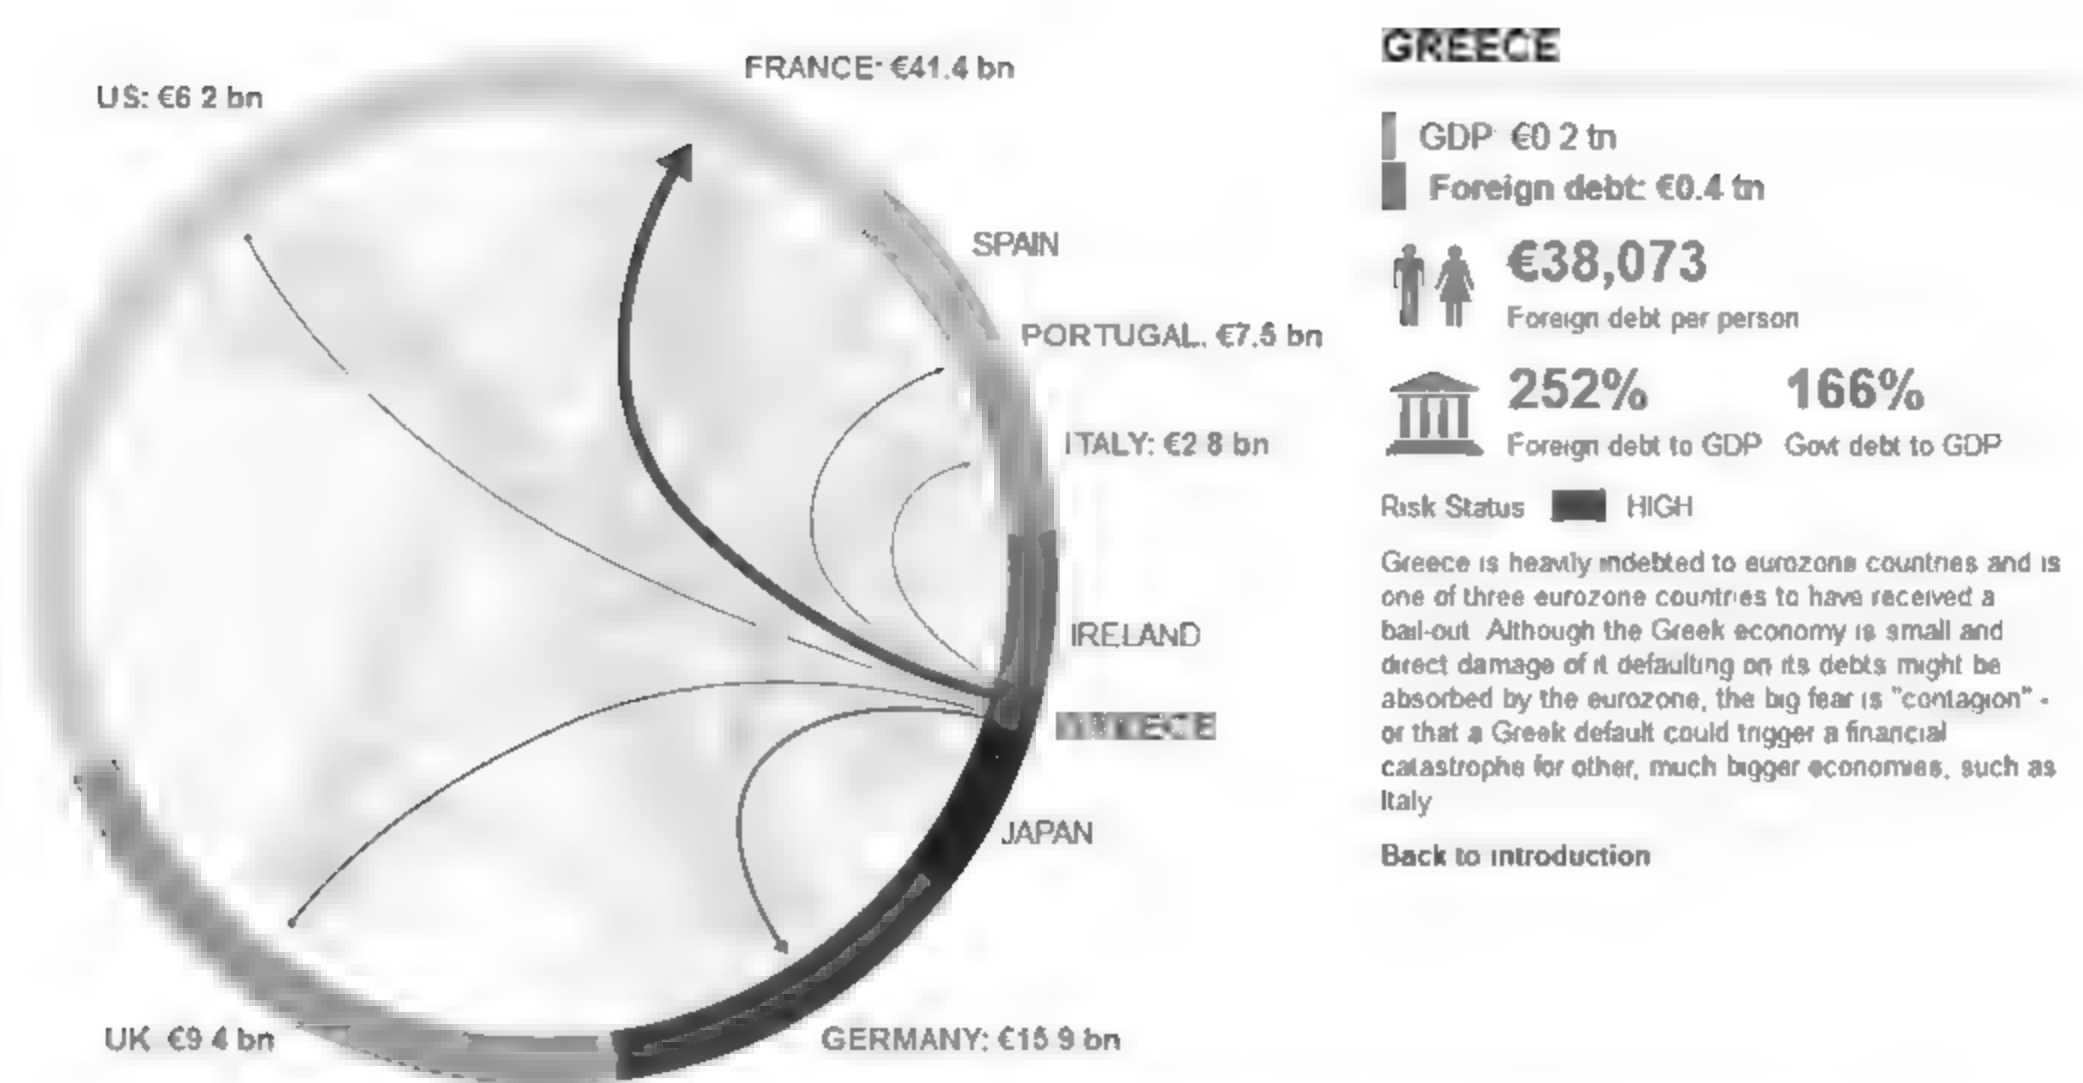 FRANCE: €41.4 bn
US: €6.2 bn
SPAIN
PORTUGAL: €7.5 bn
ITALY: €2.8 bn
IRELAND
GREECE
JAPAN
UK: €9.4 bn
GERMANY: €15.9 bn
GREECE
GDP: €0.2 tn
Foreign debt: €0.4 tn
€38,073
Foreign debt per person
252% 166%
Foreign debt to GDP Govt debt to GDP
Risk Status HIGH
Greece is heavily indebted to eurozone countries and is
one of three eurozone countries to have received a
bail-out. Although the Greek economy is small and
direct damage of it defaulting on its debts might be
absorbed by the eurozone, the big fear is "contagion" -
or that a Greek default could trigger a financial
catastrophe for other, much bigger economies, such as
Italy
Back to introduction